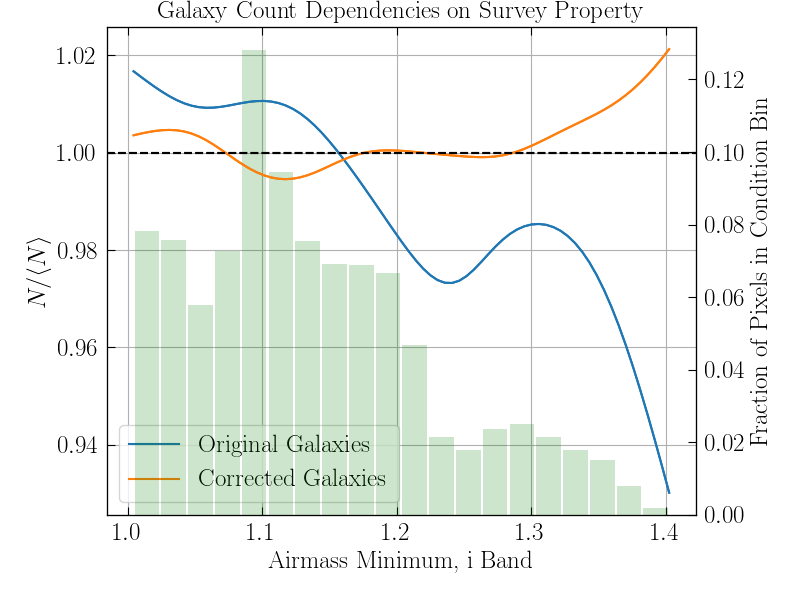 Galaxy Count Dependencies on Survey Property
1.02
1.00
0.98
0.96
0.94
N/⟨N⟩
0.12
0.10
0.08
0.06
0.04
0.02
0.00
Fraction of Pixels in Condition Bin
Original Galaxies
Corrected Galaxies
1.0 1.1 1.2 1.3 1.4
Airmass Minimum, i Band